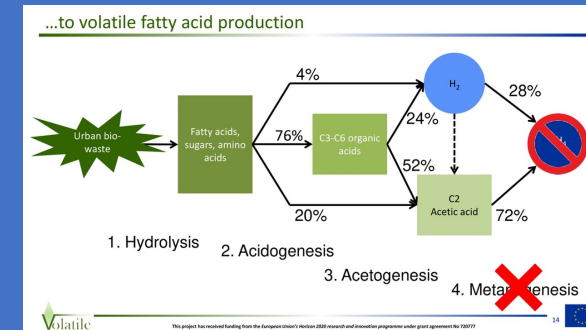 ...to volatile fatty acid production
4%
H2
28%
Urban bio-
waste
Fatty acids,
sugars, amino
acids
76%
C3-C6 organic
acids
24%
52%
C2
Acetic acid
20%
72%
1. Hydrolysis
2. Acidogenesis
3. Acetogenesis
4.
Volatile
This project has received funding from the European Union's Horizon 2020 research and innovation programme under grant agreement No 720777
14